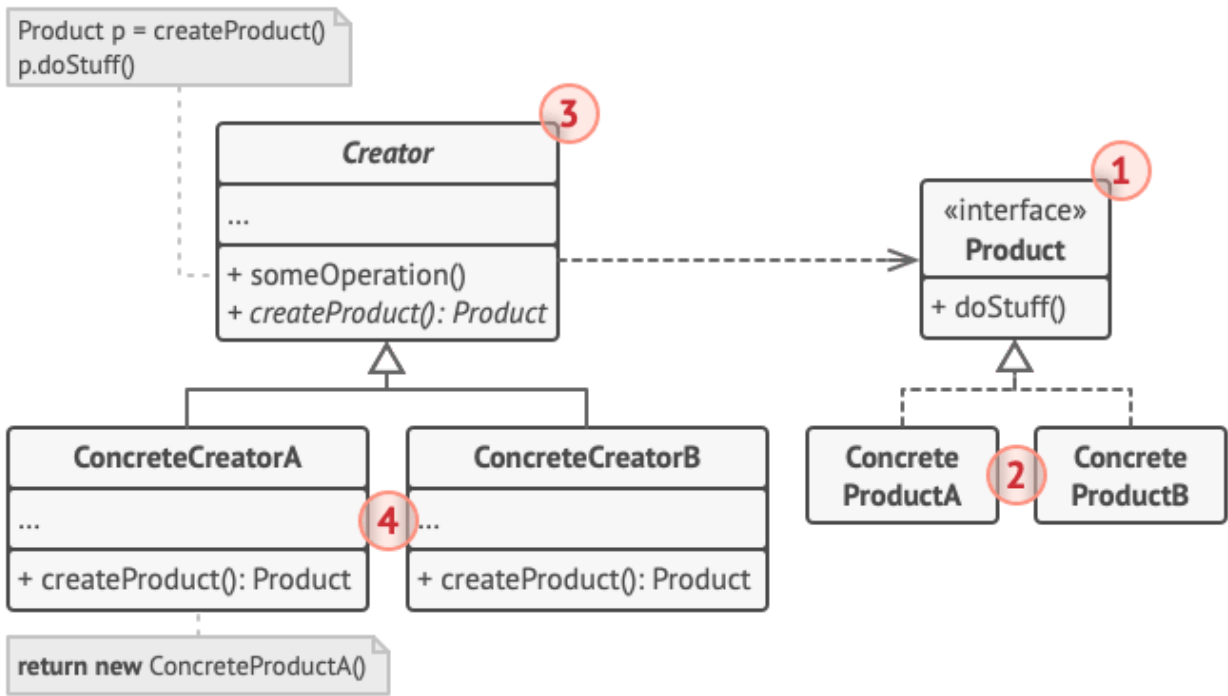 Product p = createProduct()
p.doStuff()
3
Creator
...
+ someOperation()
+ createProduct(): Product
1
«interface»
Product
+ doStuff()
ConcreteCreatorA
...
+ createProduct(): Product
4
ConcreteCreatorB
...
+ createProduct(): Product
Concrete
ProductA
2
Concrete
ProductB
return new ConcreteProductA()